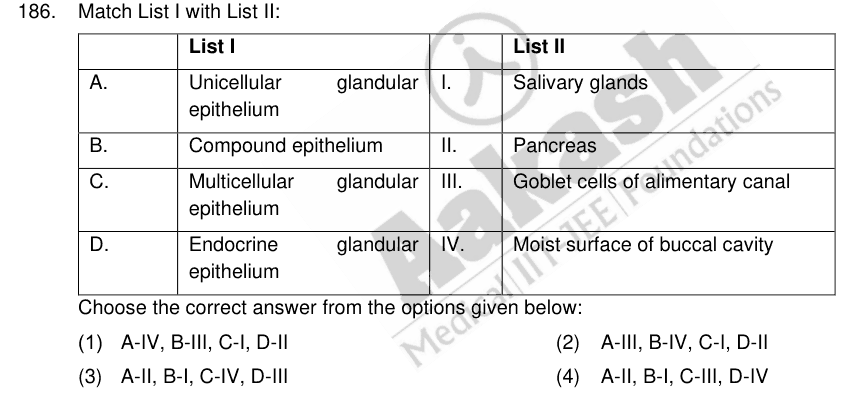 186. Match List I with List II:
List I List II
A. Unicellular glandular epithelium I. Salivary glands
B. Compound epithelium II. Pancreas
C. Multicellular glandular epithelium III. Goblet cells of alimentary canal
D. Endocrine glandular epithelium IV. Moist surface of buccal cavity
Choose the correct answer from the options given below:
(1) A-IV, B-III, C-I, D-II (2) A-III, B-IV, C-I, D-II
(3) A-II, B-I, C-IV, D-III (4) A-II, B-I, C-III, D-IV
Aakash
Medical|IIT-JEE|Foundations